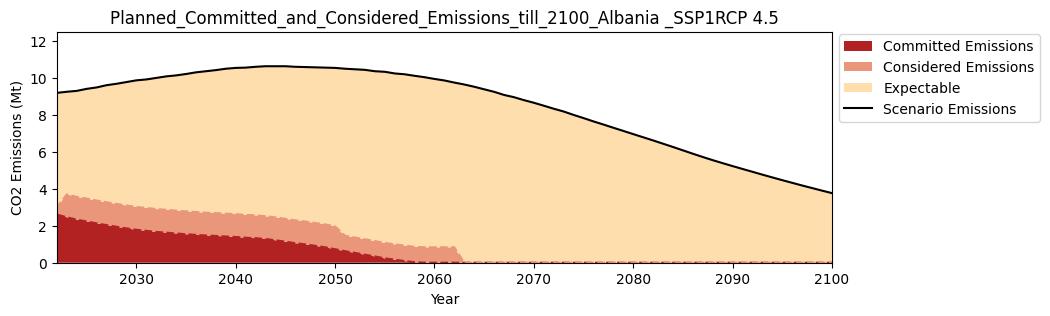 Planned_Committed_and_Considered_Emissions_till_2100_Albania _SSP1RCP 4.5
12
10
8
6
4
2
0
CO2 Emissions (Mt)
2030
2040
2050
2060
2070
2080
2090
2100
Year
Committed Emissions
Considered Emissions
Expectable
Scenario Emissions